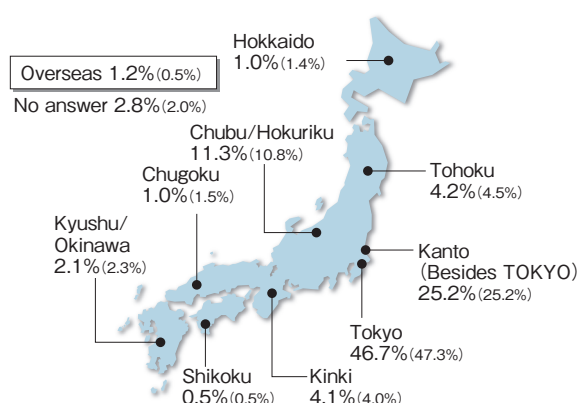 Hokkaido
1.0%(1.4%)
Overseas 1.2%(0.5%)
No answer 2.8%(2.0%)
Chubu/Hokuriku
11.3%(10.8%)
Chugoku
1.0%(1.5%)
Tohoku
4.2%(4.5%)
Kyushu/
Okinawa
2.1%(2.3%)
Kanto
(Besides TOKYO)
25.2%(25.2%)
Tokyo
46.7%(47.3%)
Shikoku
0.5%(0.5%)
Kinki
4.1%(4.0%)